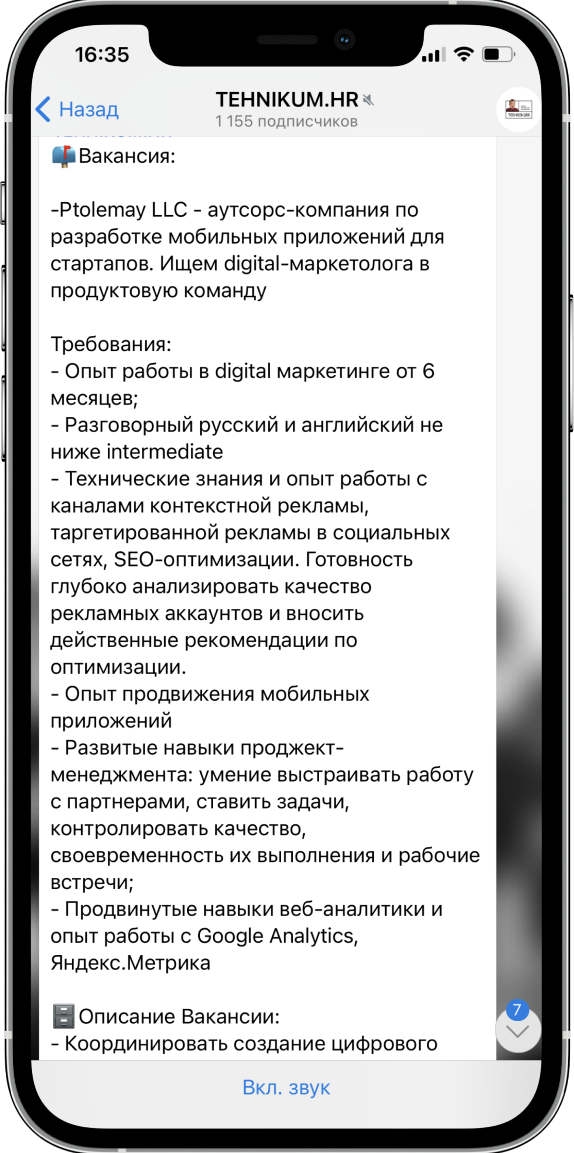 16:35
Назад
TEHNIKUM.HR
1 155 подписчиков
📫Вакансия:
-Ptolemay LLC - аутсорс-компания по
разработке мобильных приложений для
стартапов. Ищем digital-маркетолога в
продуктовую команду
Требования:
- Опыт работы в digital маркетинге от 6
месяцев;
- Разговорный русский и английский не
ниже intermediate
- Технические знания и опыт работы с
каналами контекстной рекламы,
таргетированной рекламы в социальных
сетях, SEO-оптимизации. Готовность
глубоко анализировать качество
рекламных аккаунтов и вносить
действенные рекомендации по
оптимизации.
- Опыт продвижения мобильных
приложений
- Развитые навыки проджект-
менеджмента: умение выстраивать работу
с партнерами, ставить задачи,
контролировать качество,
своевременность их выполнения и рабочие
встречи;
- Продвинутые навыки веб-аналитики и
опыт работы с Google Analytics,
Яндекс.Метрика
🗄Описание Вакансии:
- Координировать создание цифрового
7
Вкл. звук